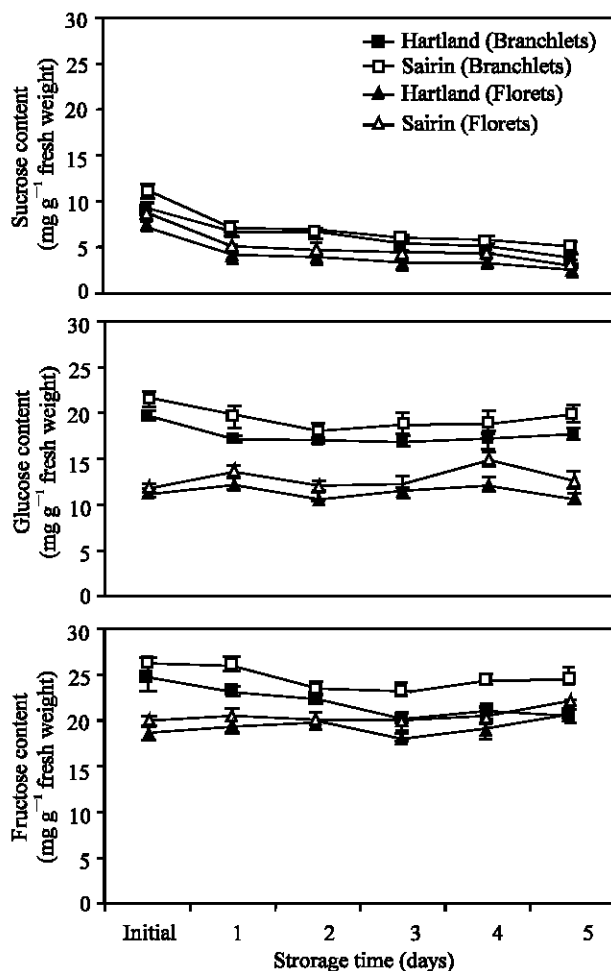 30
25
20
15
10
5
0
Sucrose content
(mg g⁻¹ fresh weight)
Hartland (Branchlets)
Sairin (Branchlets)
Hartland (Florets)
Sairin (Florets)
30
25
20
15
10
5
0
Glucose content
(mg g⁻¹ fresh weight)
30
25
20
15
10
5
0
Fructose content
(mg g⁻¹ fresh weight)
Initial 1 2 3 4 5
Strorage time (days)